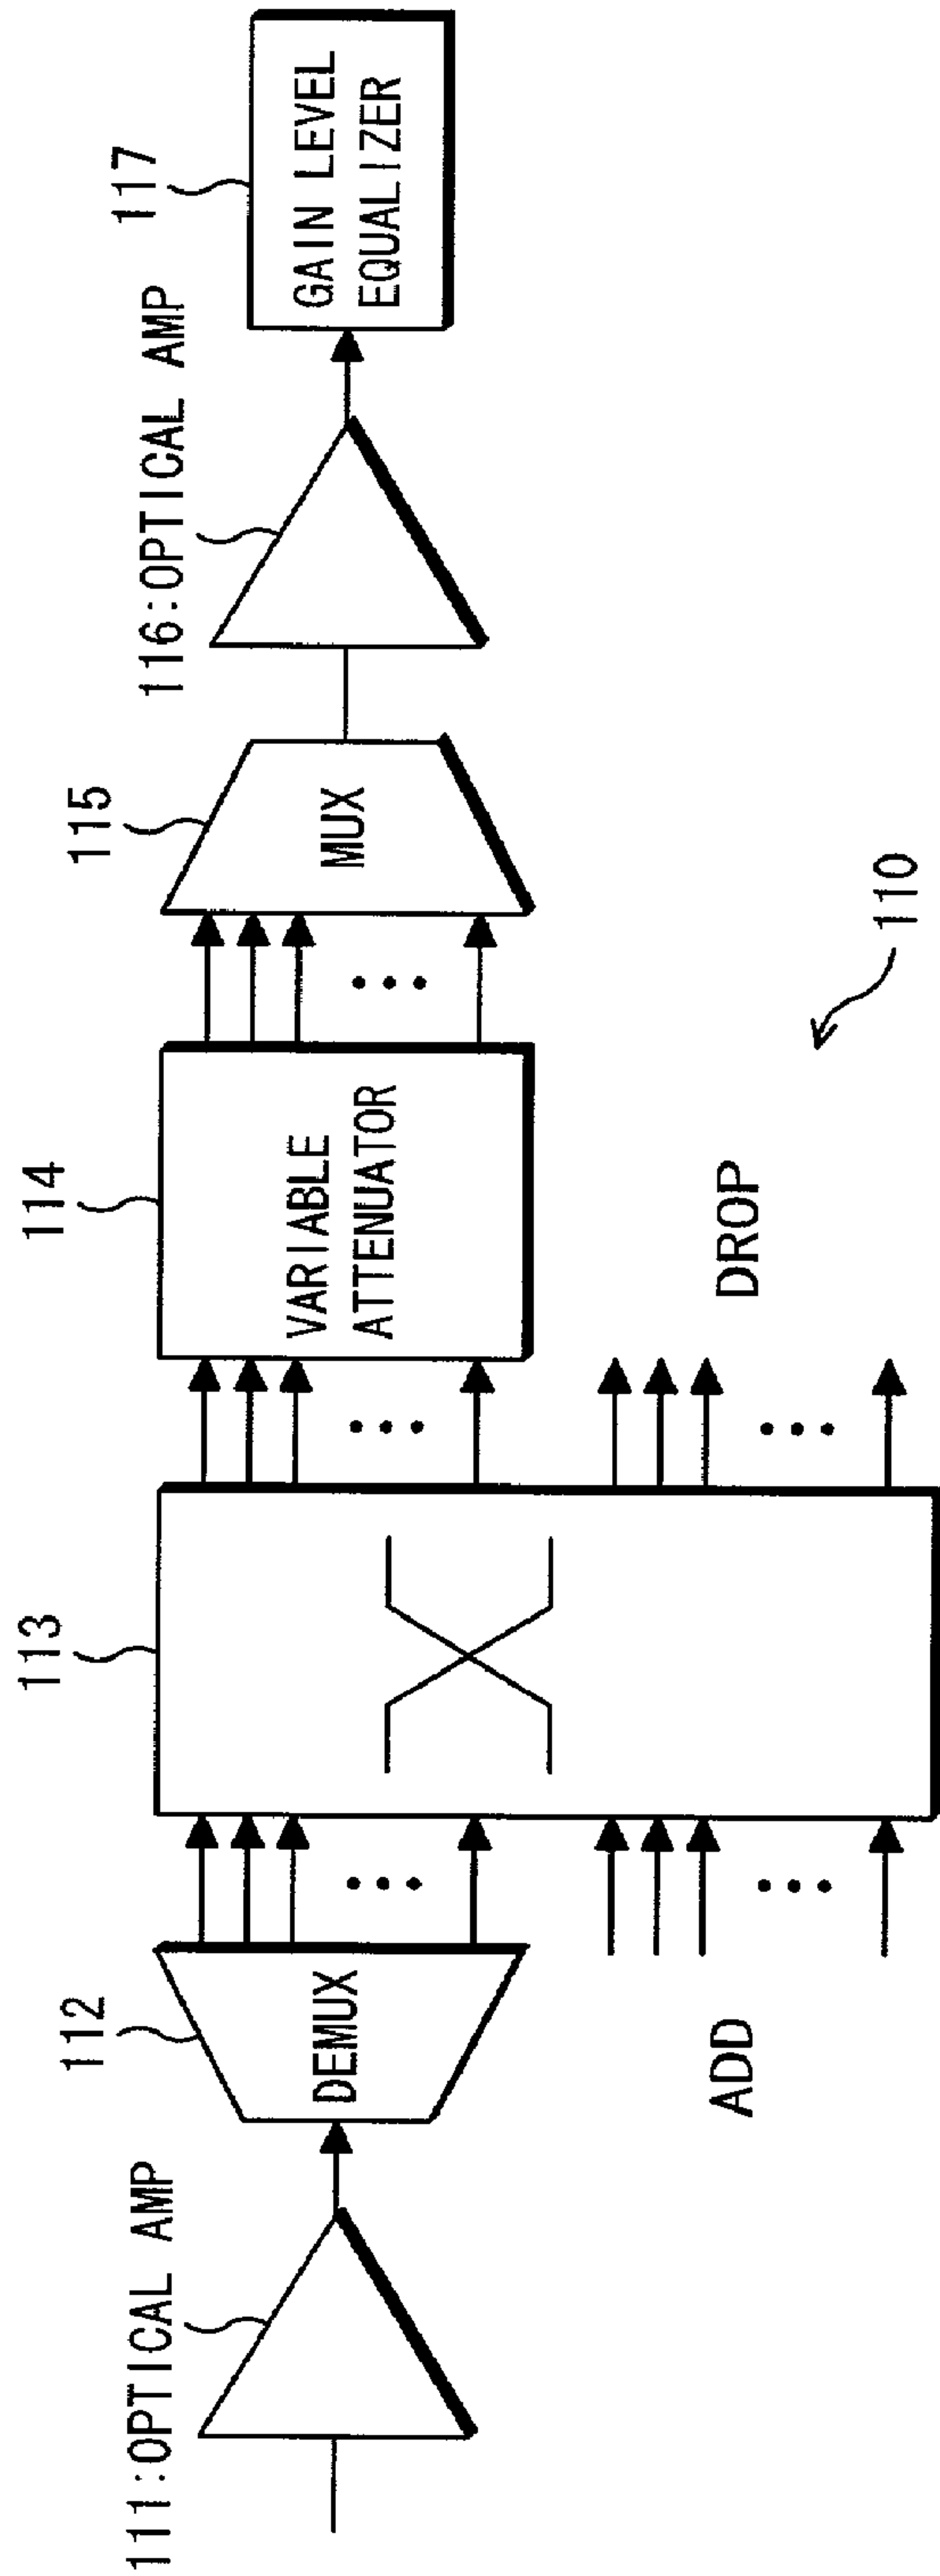 111:OPTICAL AMP
112
DEMUX
113
114
VARIABLE
ATTENUATOR
115
MUX
116:OPTICAL AMP
117
GAIN LEVEL
EQUALIZER
ADD
DROP
110